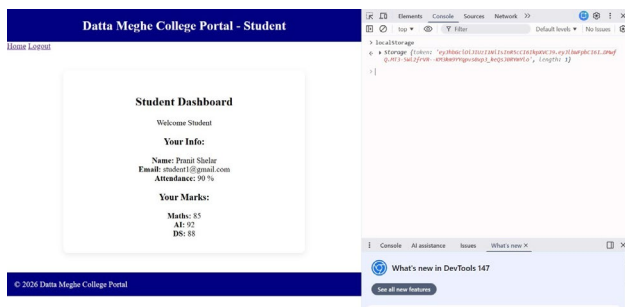 Datta Meghe College Portal - Student
Home Logout
Student Dashboard
Welcome Student
Your Info:
Name: Pranit Shelar
Email: student1@gmail.com
Attendance: 90 %
Your Marks:
Maths: 85
AI: 92
DS: 88
© 2026 Datta Meghe College Portal
Elements Console Sources Network
top Filter Default levels No Issues
> localStorage
Storage {token: length: 1}
Console AI assistance Issues What's new
What's new in DevTools 147
See all new features